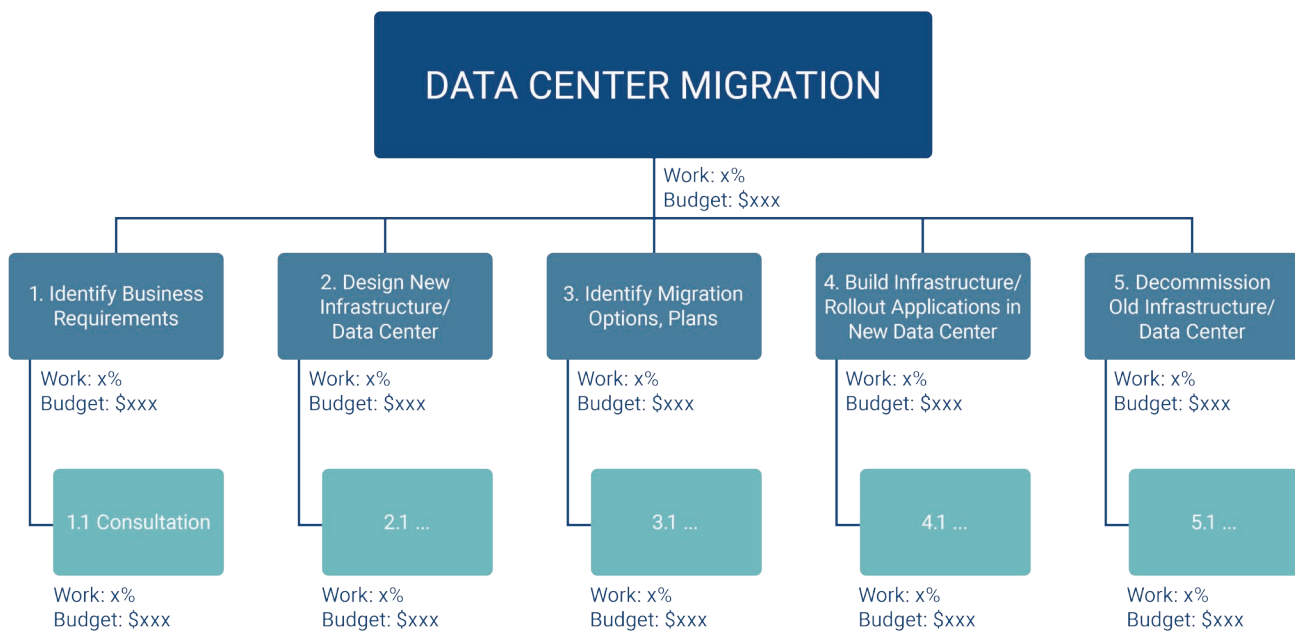 DATA CENTER MIGRATION
Work: x%
Budget: $xxx
1. Identify Business
Requirements
Work: x%
Budget: $xxx
1.1 Consultation
Work: x%
Budget: $xxx
2. Design New
Infrastructure/
Data Center
Work: x%
Budget: $xxx
2.1 ...
Work: x%
Budget: $xxx
3. Identify Migration
Options, Plans
Work: x%
Budget: $xxx
3.1 ...
Work: x%
Budget: $xxx
4. Build Infrastructure/
Rollout Applications in
New Data Center
Work: x%
Budget: $xxx
4.1 ...
Work: x%
Budget: $xxx
5. Decommission
Old Infrastructure/
Data Center
Work: x%
Budget: $xxx
5.1 ...
Work: x%
Budget: $xxx